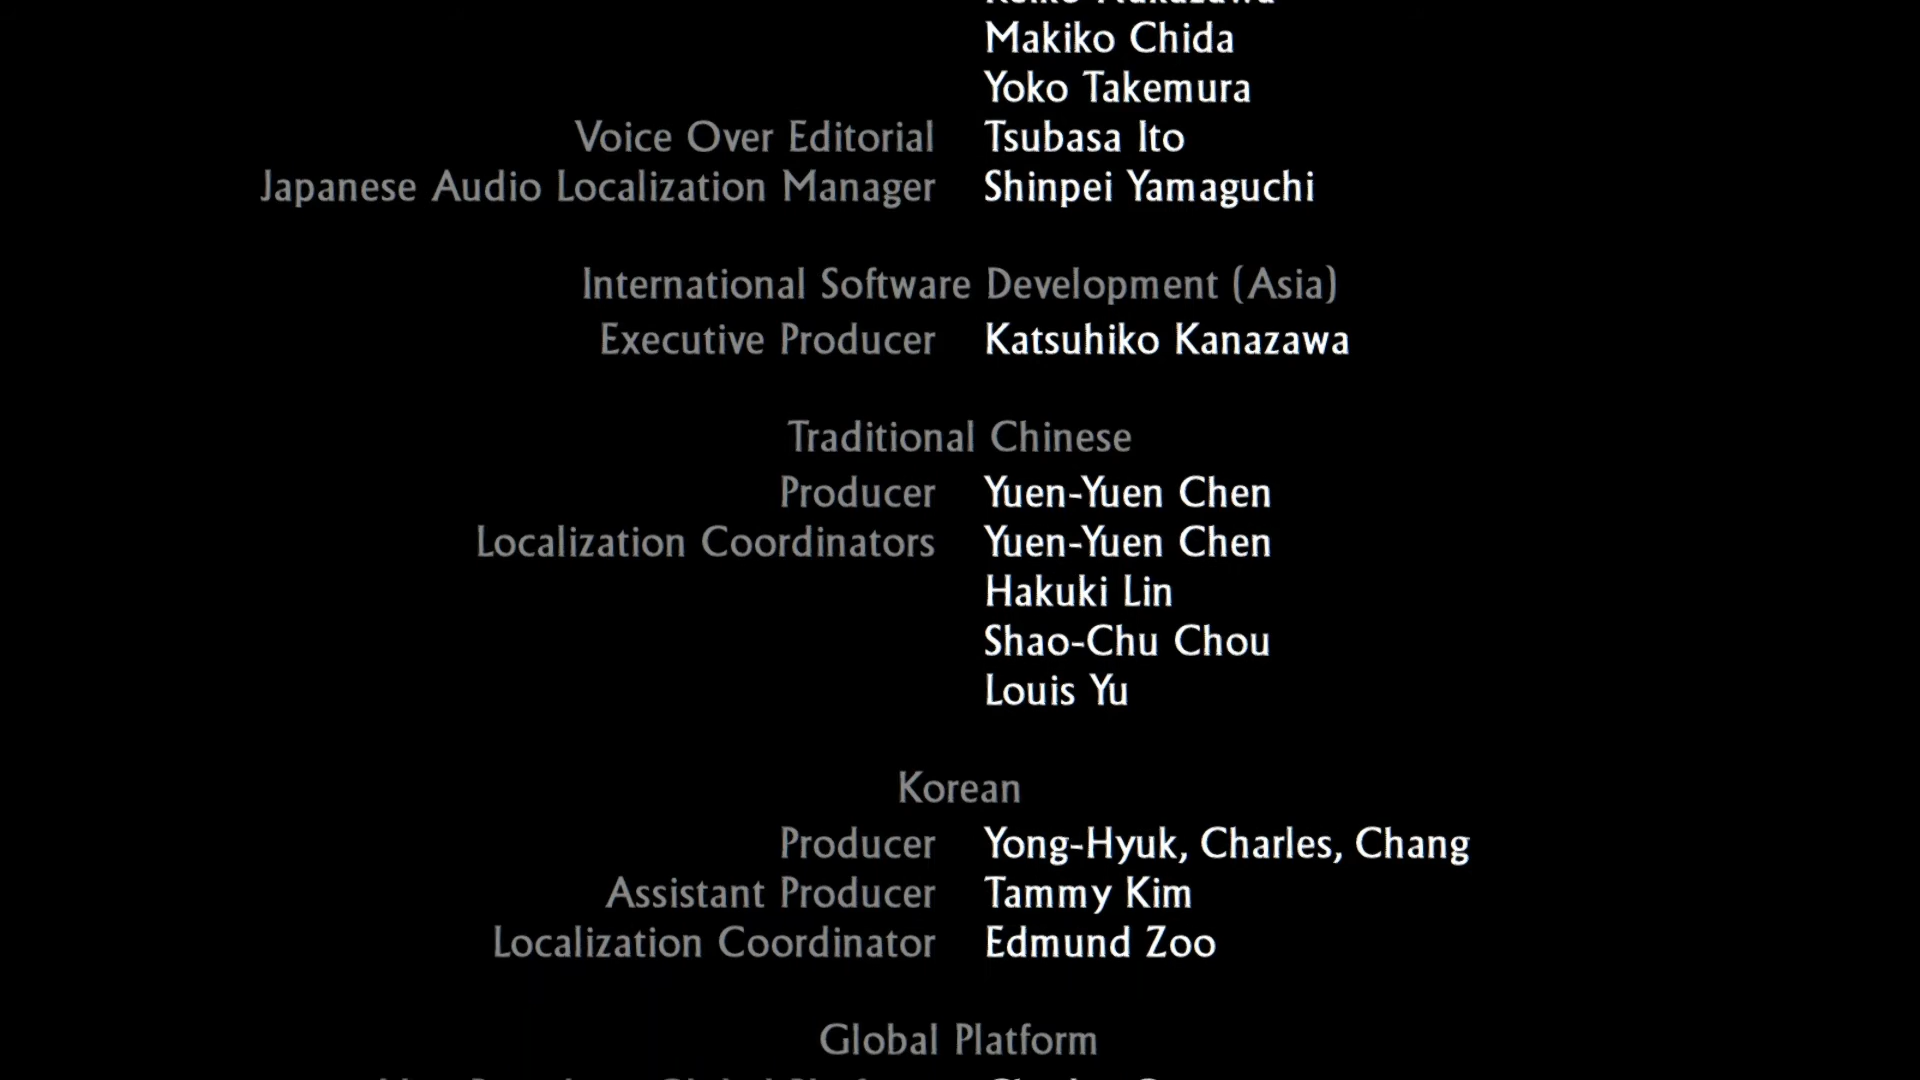 Makiko Chida
Yoko Takemura
Voice Over Editorial Tsubasa Ito
Japanese Audio Localization Manager Shinpei Yamaguchi
International Software Development (Asia)
Executive Producer Katsuhiko Kanazawa
Traditional Chinese
Producer Yuen-Yuen Chen
Localization Coordinators Yuen-Yuen Chen
Hakuki Lin
Shao-Chu Chou
Louis Yu
Korean
Producer Yong-Hyuk, Charles, Chang
Assistant Producer Tammy Kim
Localization Coordinator Edmund Zoo
Global Platform